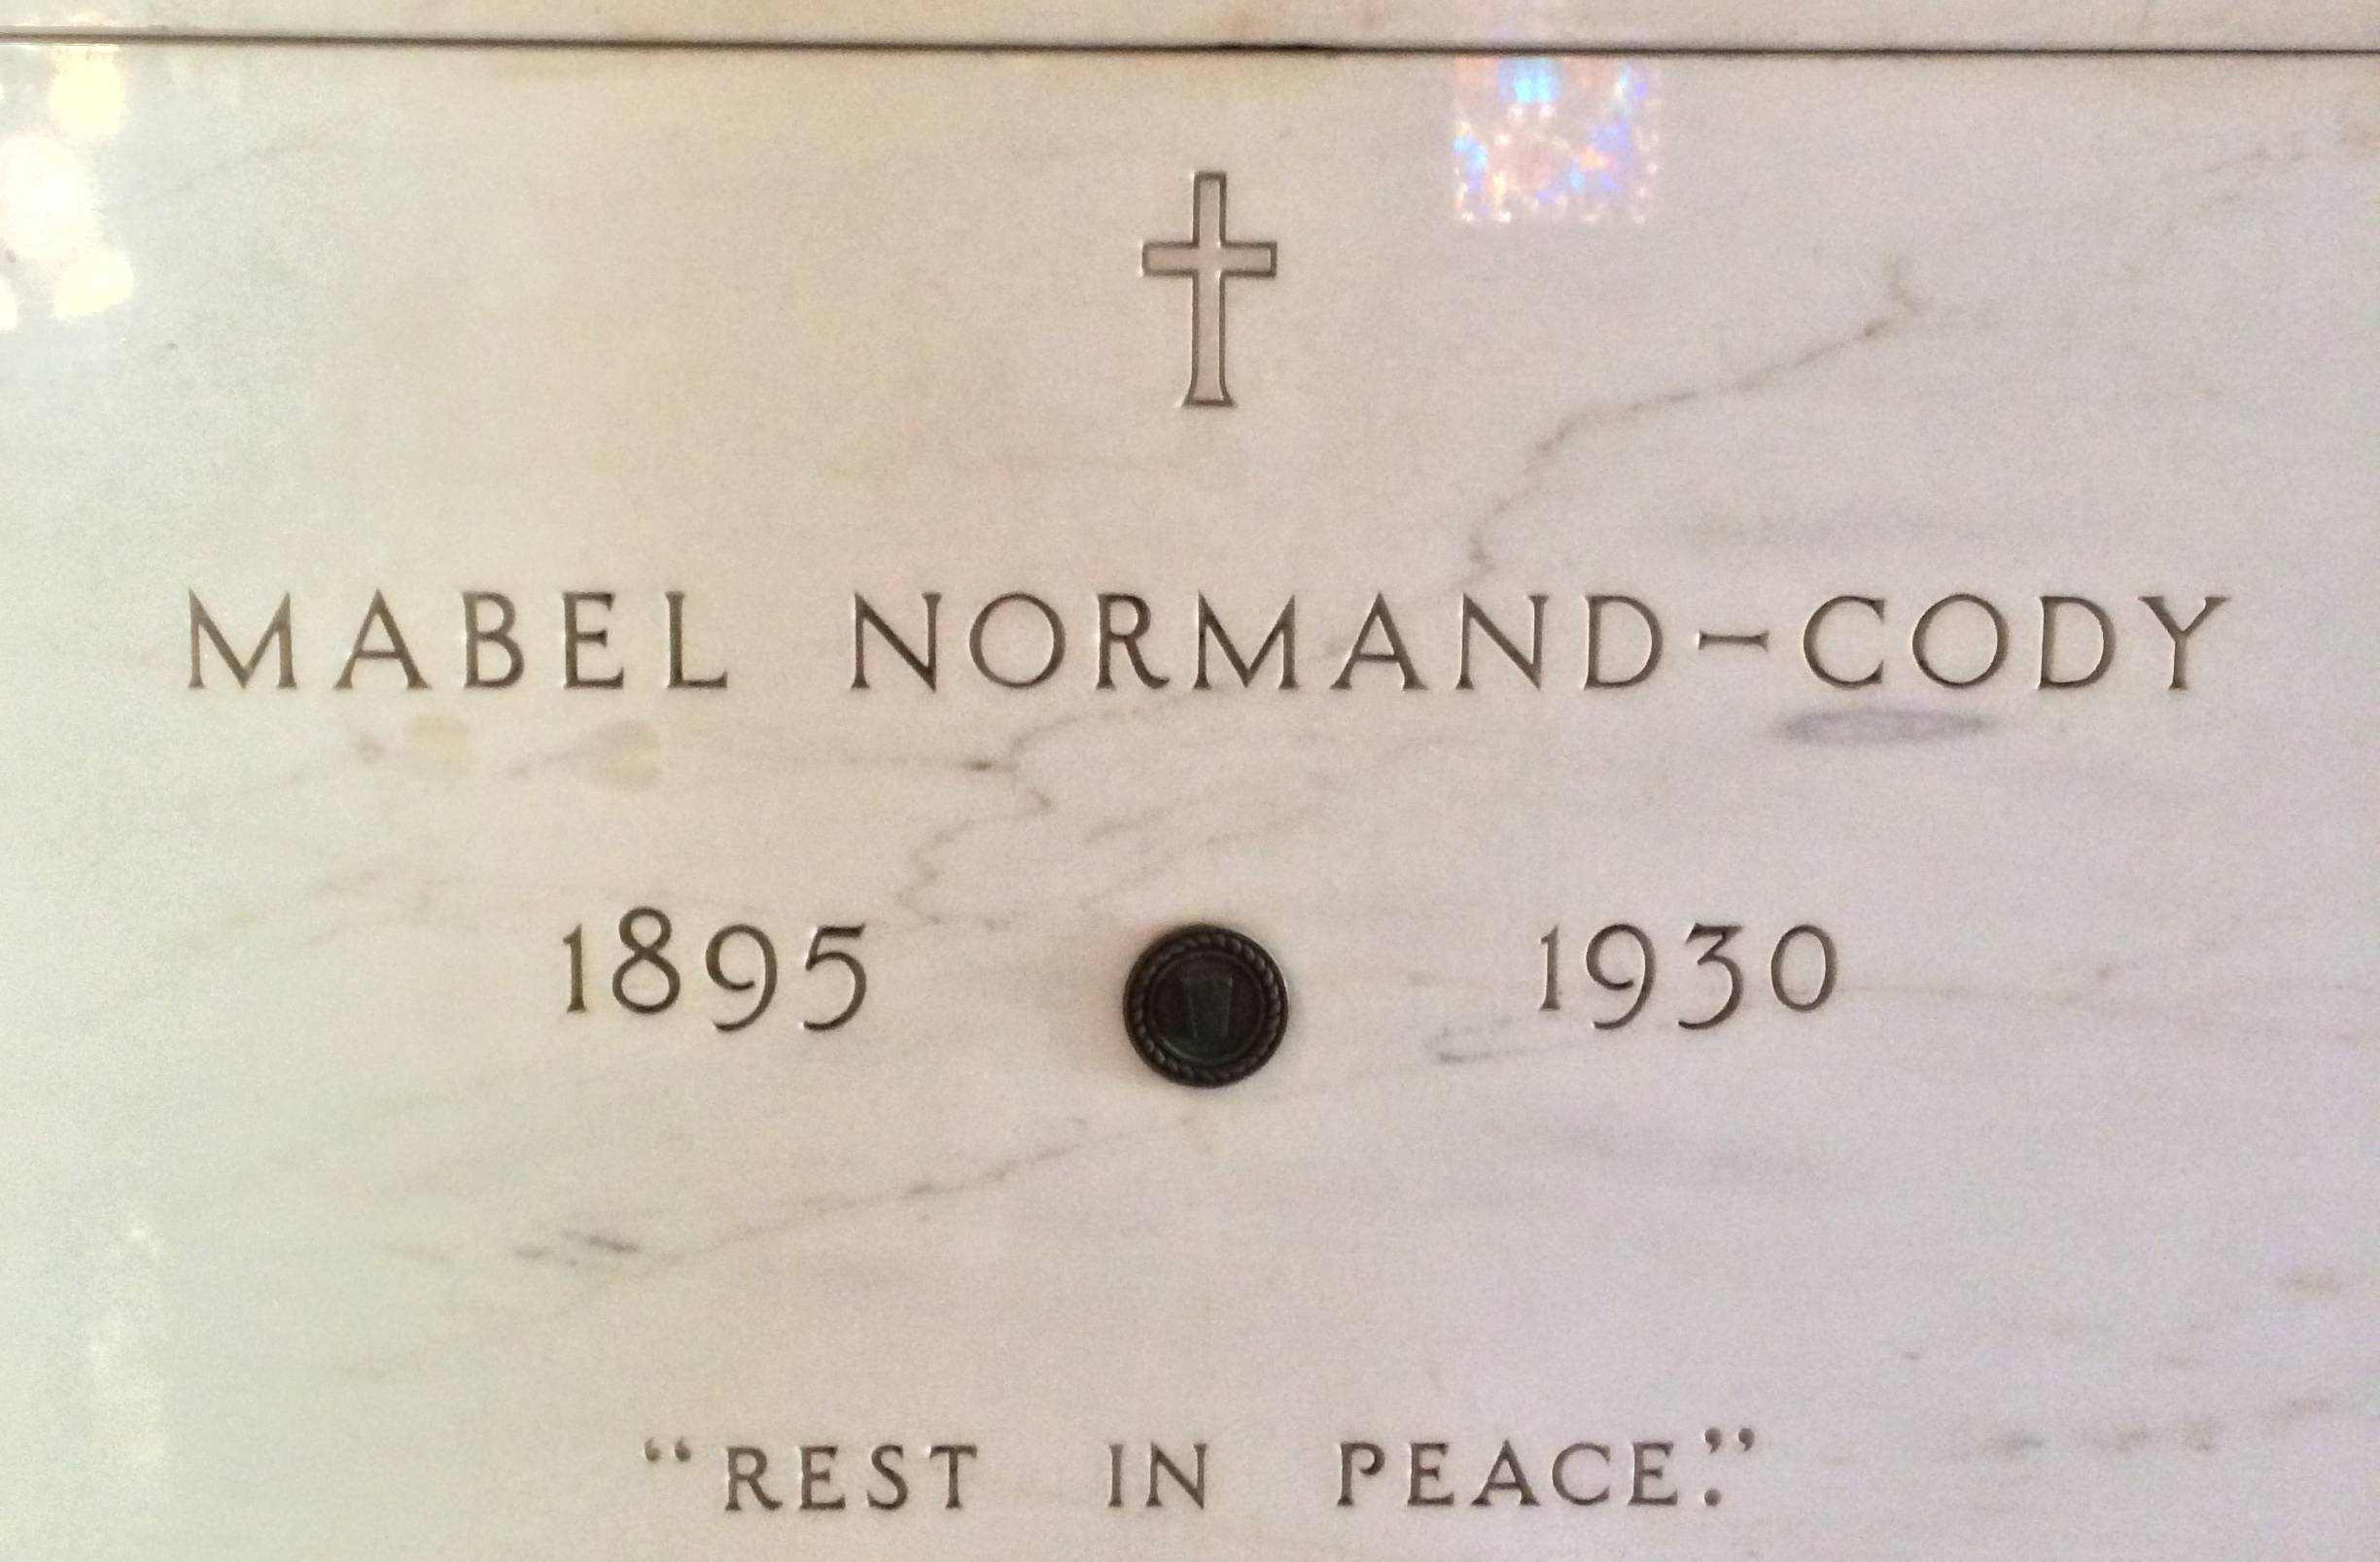 MABEL NORMAND-CODY
1895 1930
“REST IN PEACE.”